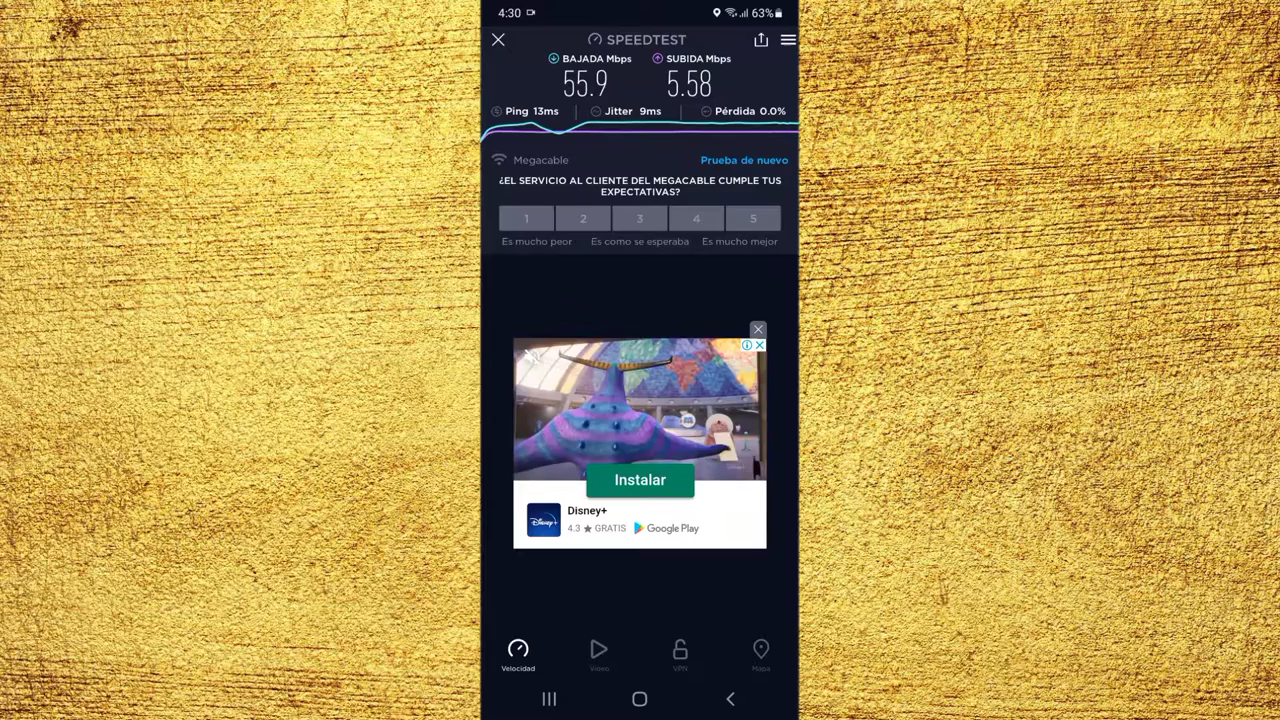 4:30
63%
SPEEDTEST
BAJADA Mbps
SUBIDA Mbps
55.9
5.58
Ping 13ms
Jitter 9ms
Pérdida 0.0%
Megacable
Prueba de nuevo
¿EL SERVICIO AL CLIENTE DEL MEGACABLE CUMPLE TUS
EXPECTATIVAS?
1 2 3 4 5
Es mucho peor
Es como se esperaba
Es mucho mejor
Instalar
Disney+
Disney+
4.3 ★ GRATIS
Google Play
Velocidad
Video
VPN
Mapa